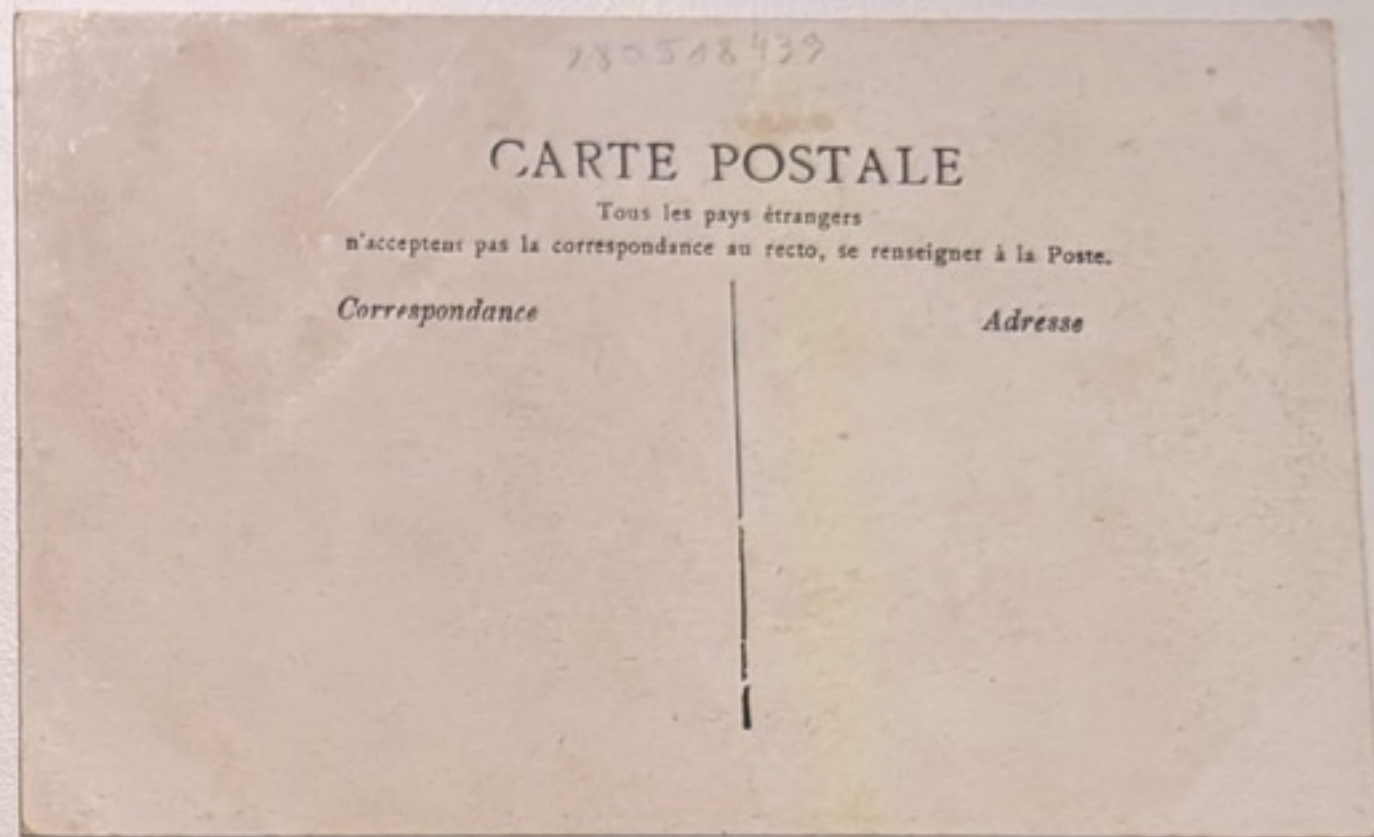 CARTE POSTALE
Tous les pays étrangers
n'acceptent pas la correspondance au recto, se renseigner à la Poste.
Correspondance
Adresse